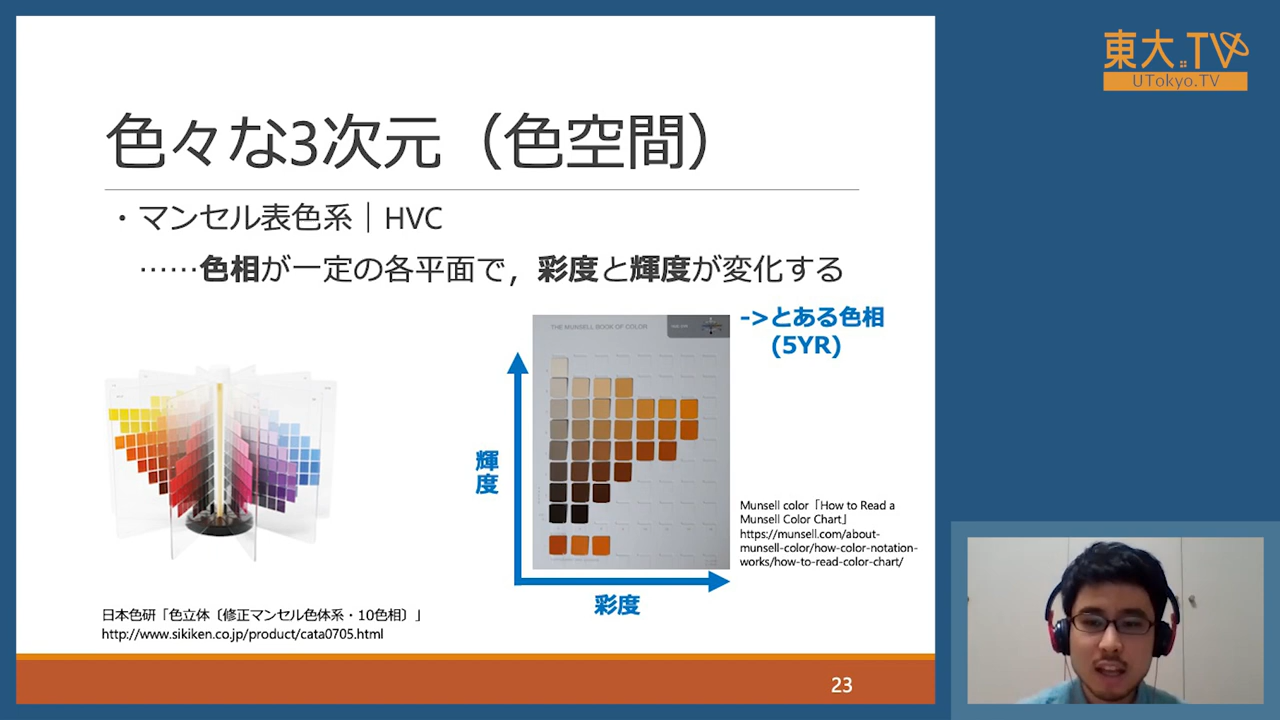 東大.TV
UTokyo.TV
色々な3次元（色空間）
・マンセル表色系｜HVC
……色相が一定の各平面で，彩度と輝度が変化する
->とある色相
(5YR)
THE MUNSELL BOOK OF COLOR
輝度
彩度
Munsell color「How to Read a
Munsell Color Chart」
https://munsell.com/about-
munsell-color/how-color-notation-
works/how-to-read-color-chart/
日本色研「色立体〔修正マンセル色体系・10色相〕」
http://www.sikiken.co.jp/product/cata0705.html
23